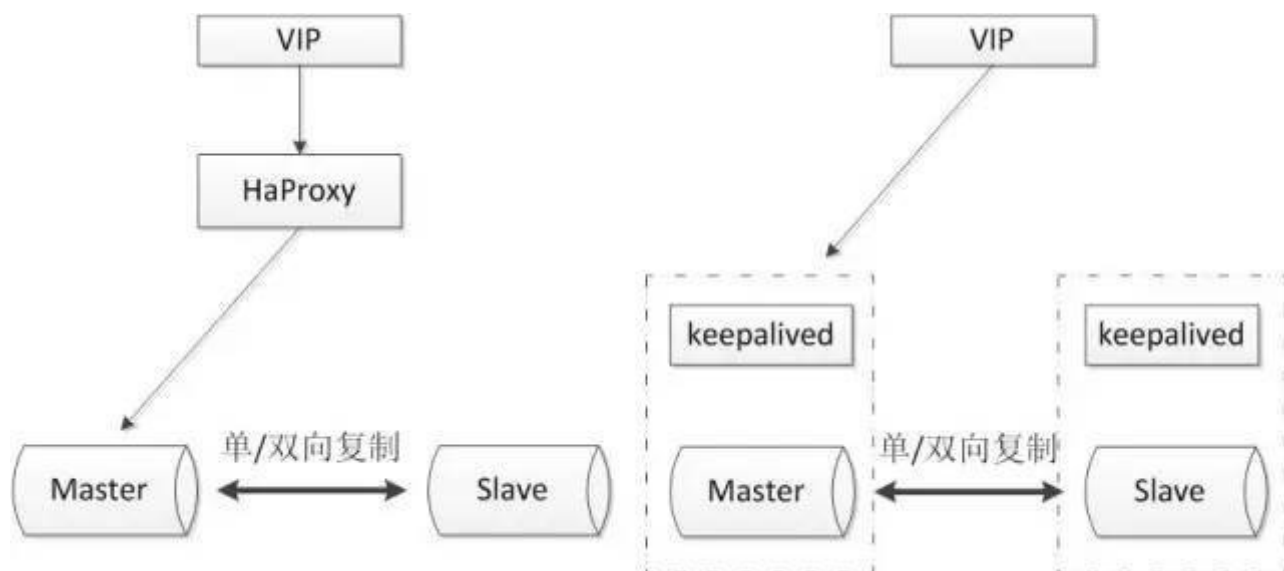 VIP
HaProxy
单/双向复制
Master
Slave
VIP
keepalived
keepalived
单/双向复制
Master
Slave